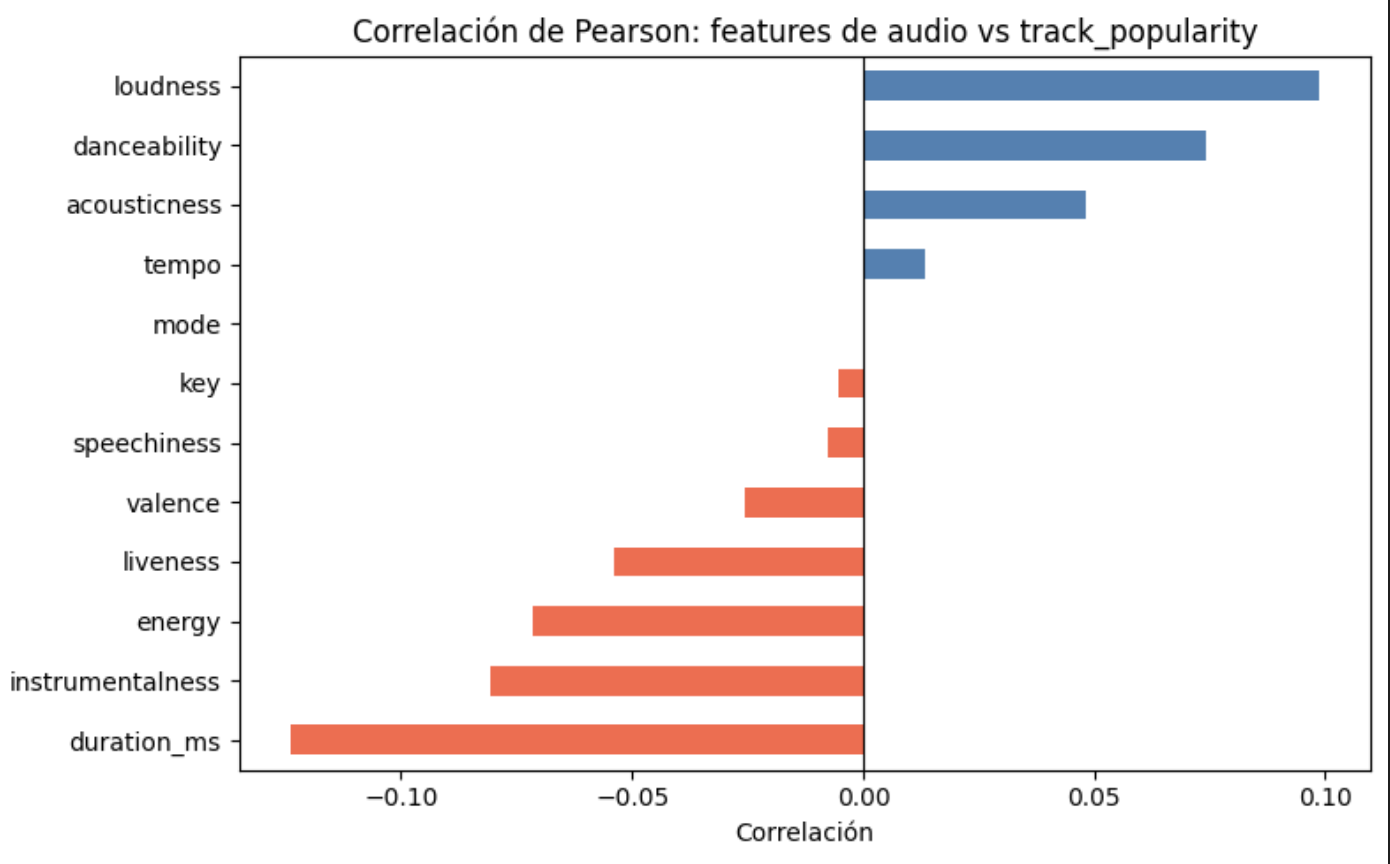 Correlación de Pearson: features de audio vs track_popularity
loudness
danceability
acousticness
tempo
mode
key
speechiness
valence
liveness
energy
instrumentalness
duration_ms
−0.10 −0.05 0.00 0.05 0.10
Correlación